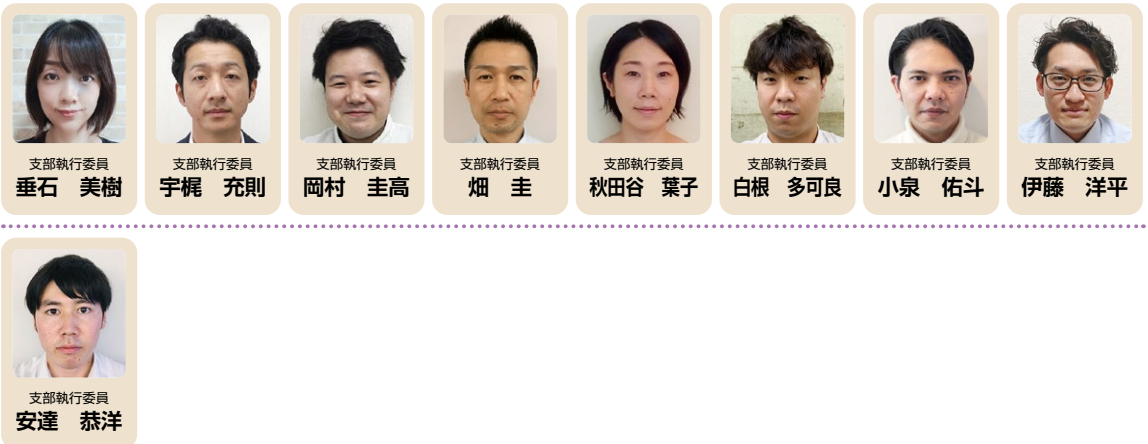 支部執行委員
垂石　美樹
支部執行委員
宇梶　充則
支部執行委員
岡村　圭高
支部執行委員
畑　圭
支部執行委員
秋田谷　葉子
支部執行委員
白根　多可良
支部執行委員
小泉　佑斗
支部執行委員
伊藤　洋平
支部執行委員
安達　恭洋